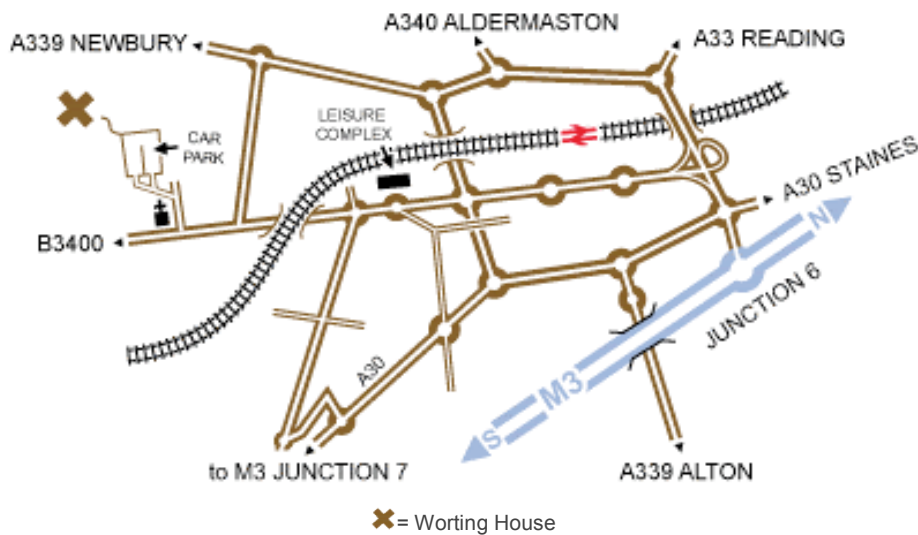 A340 ALDERMASTON
A339 NEWBURY
A33 READING
LEISURE
COMPLEX
CAR
PARK
A30 STAINES
N
B3400
JUNCTION 6
A30
M3
S
to M3 JUNCTION 7
A339 ALTON
= Worting House